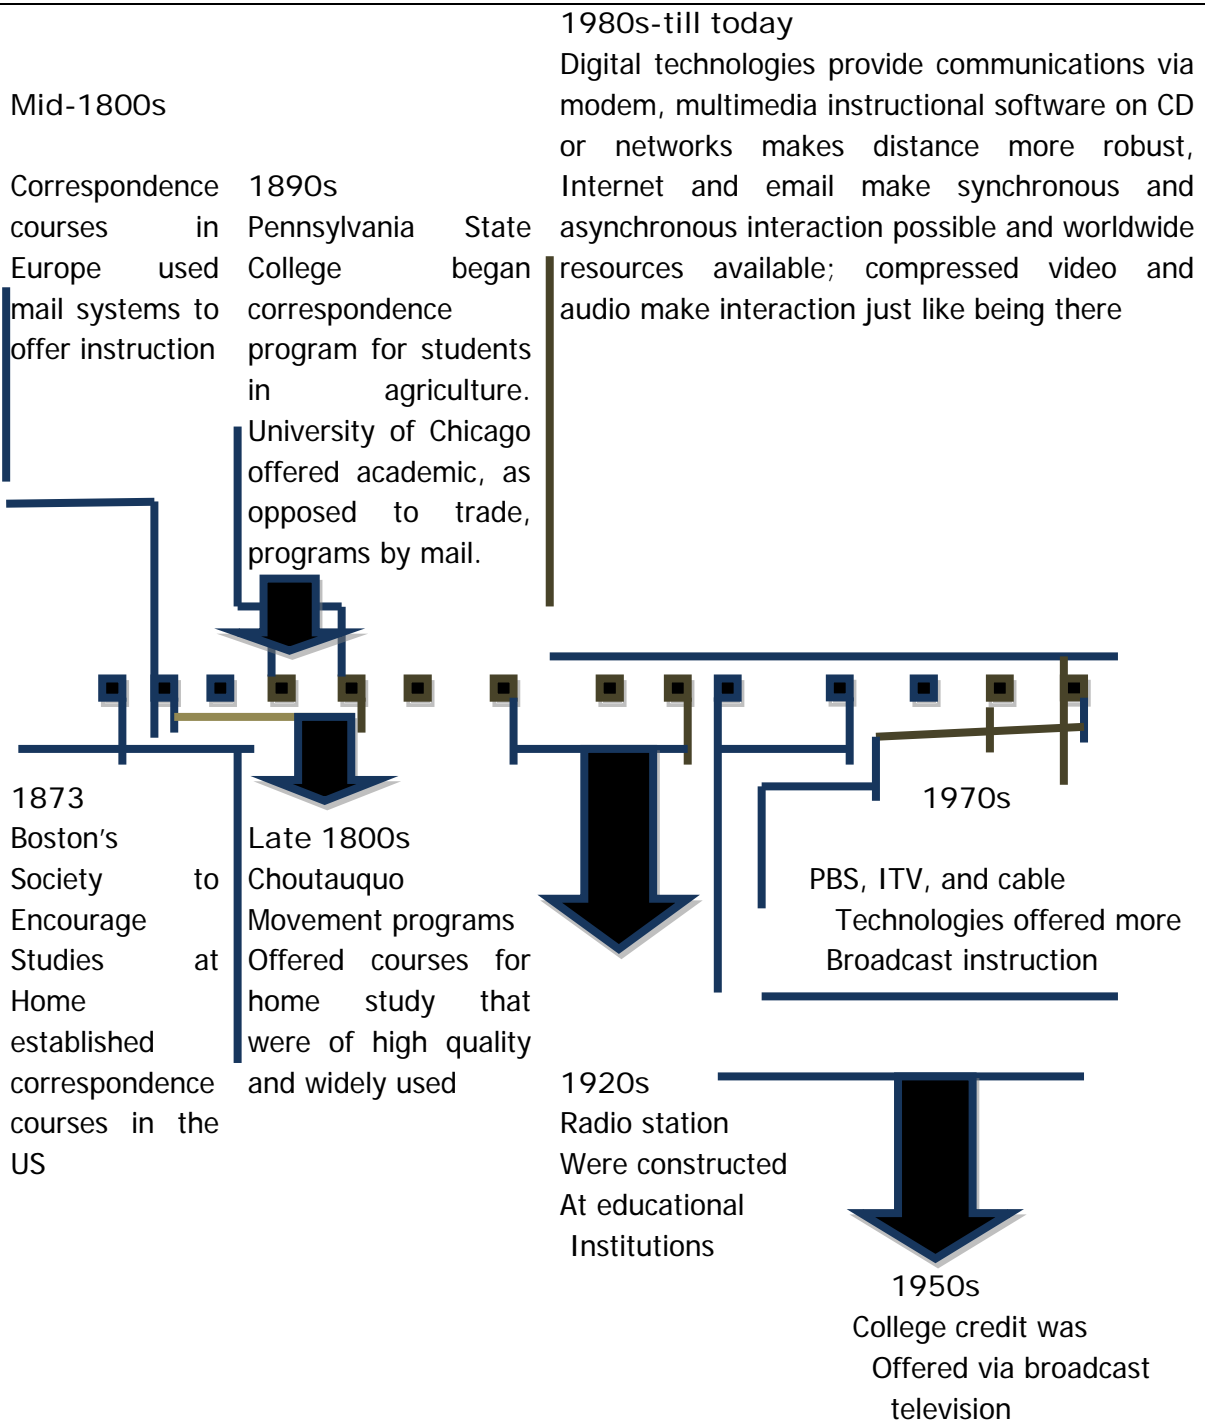 Mid-1800s
Correspondence
courses in
Europe used
mail systems to
offer instruction
1890s
Pennsylvania State
College began
correspondence
program for students
in agriculture.
University of Chicago
offered academic, as
opposed to trade,
programs by mail.
1980s-till today
Digital technologies provide communications via
modem, multimedia instructional software on CD
or networks makes distance more robust,
Internet and email make synchronous and
asynchronous interaction possible and worldwide
resources available; compressed video and
audio make interaction just like being there
1873
Boston's
Society to
Encourage
Studies at
Home
established
correspondence
courses in the
US
Late 1800s
Choutauquo
Movement programs
Offered courses for
home study that
were of high quality
and widely used
1920s
Radio station
Were constructed
At educational
Institutions
1970s
PBS, ITV, and cable
Technologies offered more
Broadcast instruction
1950s
College credit was
Offered via broadcast
television